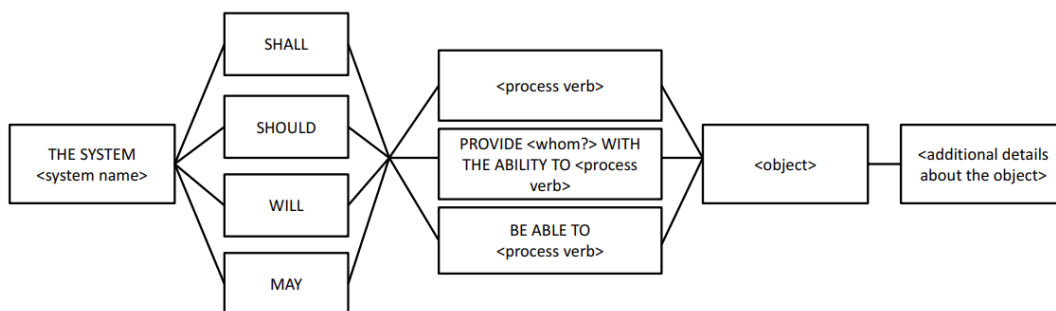 THE SYSTEM
<system name>
SHALL
SHOULD
WILL
MAY
<process verb>
PROVIDE <whom?> WITH
THE ABILITY TO <process
verb>
BE ABLE TO
<process verb>
<object>
<additional details
about the object>